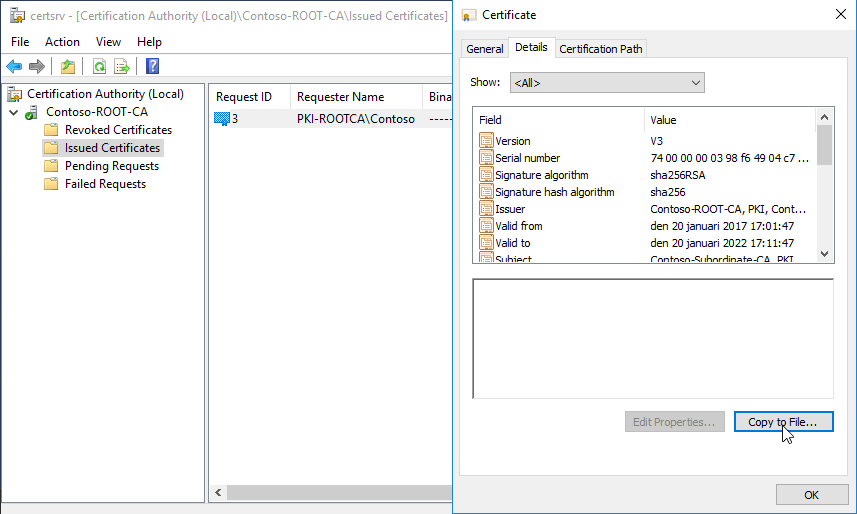 certsrv - [Certification Authority (Local)\Contoso-ROOT-CA\Issued Certificates]
File Action View Help
Certification Authority (Local)
Contoso-ROOT-CA
Revoked Certificates
Issued Certificates
Pending Requests
Failed Requests
Request ID Requester Name Bina
3 PKI-ROOTCA\Contoso -----
Certificate
General Details Certification Path
Show: <All>
Field Value
Version V3
Serial number 74 00 00 00 03 98 f6 49 04 c7 ...
Signature algorithm sha256RSA
Signature hash algorithm sha256
Issuer Contoso-ROOT-CA, PKI, Cont...
Valid from den 20 januari 2017 17:01:47
Valid to den 20 januari 2022 17:11:47
Subject Contoso-Subordinate-CA, PKI
Edit Properties... Copy to File...
OK